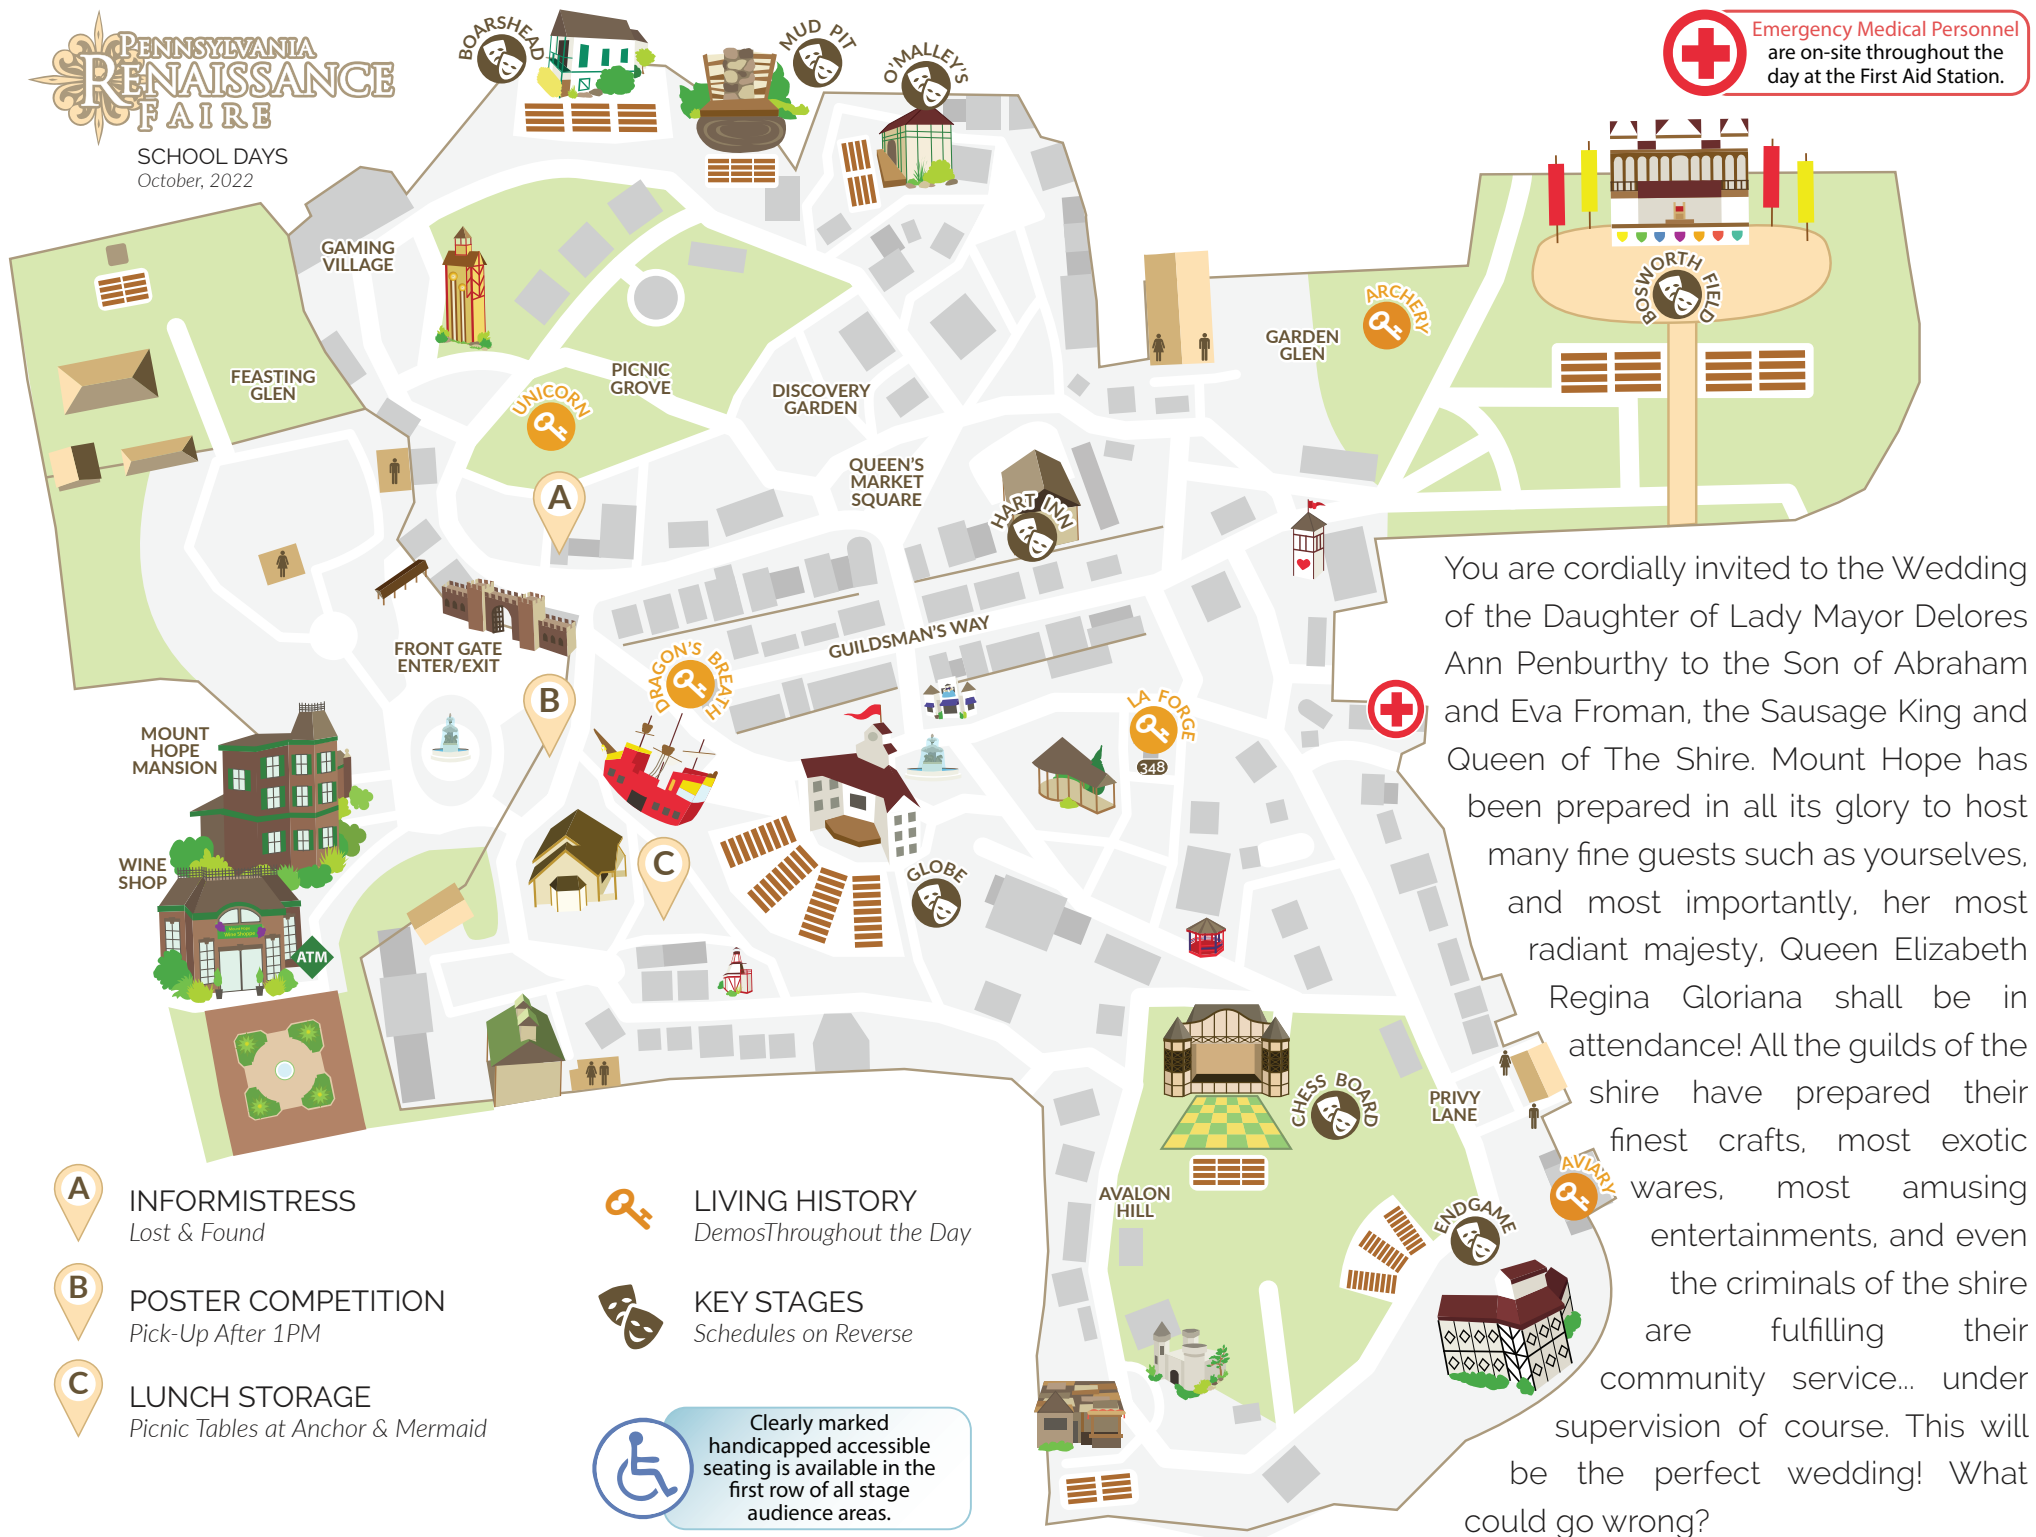 PENNSYLVANIA
RENAISSANCE
FAIRE
SCHOOL DAYS
October, 2022
Emergency Medical Personnel
are on-site throughout the
day at the First Aid Station.
BOARSHEAD
MUD PIT
O'MALLEY'S
GAMING
VILLAGE
FEASTING
GLEN
UNICORN
PICNIC
GROVE
DISCOVERY
GARDEN
QUEEN'S
MARKET
SQUARE
HART INN
GARDEN
GLEN
ARCHERY
BOSWORTH FIELD
A
FRONT GATE
ENTER/EXIT
B
DRAGON'S BREATH
GUILDSMAN'S WAY
LA FORGE
348
MOUNT
HOPE
MANSION
WINE
SHOP
Mount Hope
Wine Shoppe
ATM
C
GLOBE
CHESS BOARD
PRIVY
LANE
AVIARY
AVALON
HILL
ENDGAME
You are cordially invited to the Wedding
of the Daughter of Lady Mayor Delores
Ann Penburthy to the Son of Abraham
and Eva Froman, the Sausage King and
Queen of The Shire. Mount Hope has
been prepared in all its glory to host
many fine guests such as yourselves,
and most importantly, her most
radiant majesty, Queen Elizabeth
Regina Gloriana shall be in
attendance! All the guilds of the
shire have prepared their
finest crafts, most exotic
wares, most amusing
entertainments, and even
the criminals of the shire
are fulfilling their
community service... under
supervision of course. This will
be the perfect wedding! What
could go wrong?
A
INFORMISTRESS
Lost & Found
B
POSTER COMPETITION
Pick-Up After 1PM
C
LUNCH STORAGE
Picnic Tables at Anchor & Mermaid
LIVING HISTORY
DemosThroughout the Day
KEY STAGES
Schedules on Reverse
Clearly marked
handicapped accessible
seating is available in the
first row of all stage
audience areas.